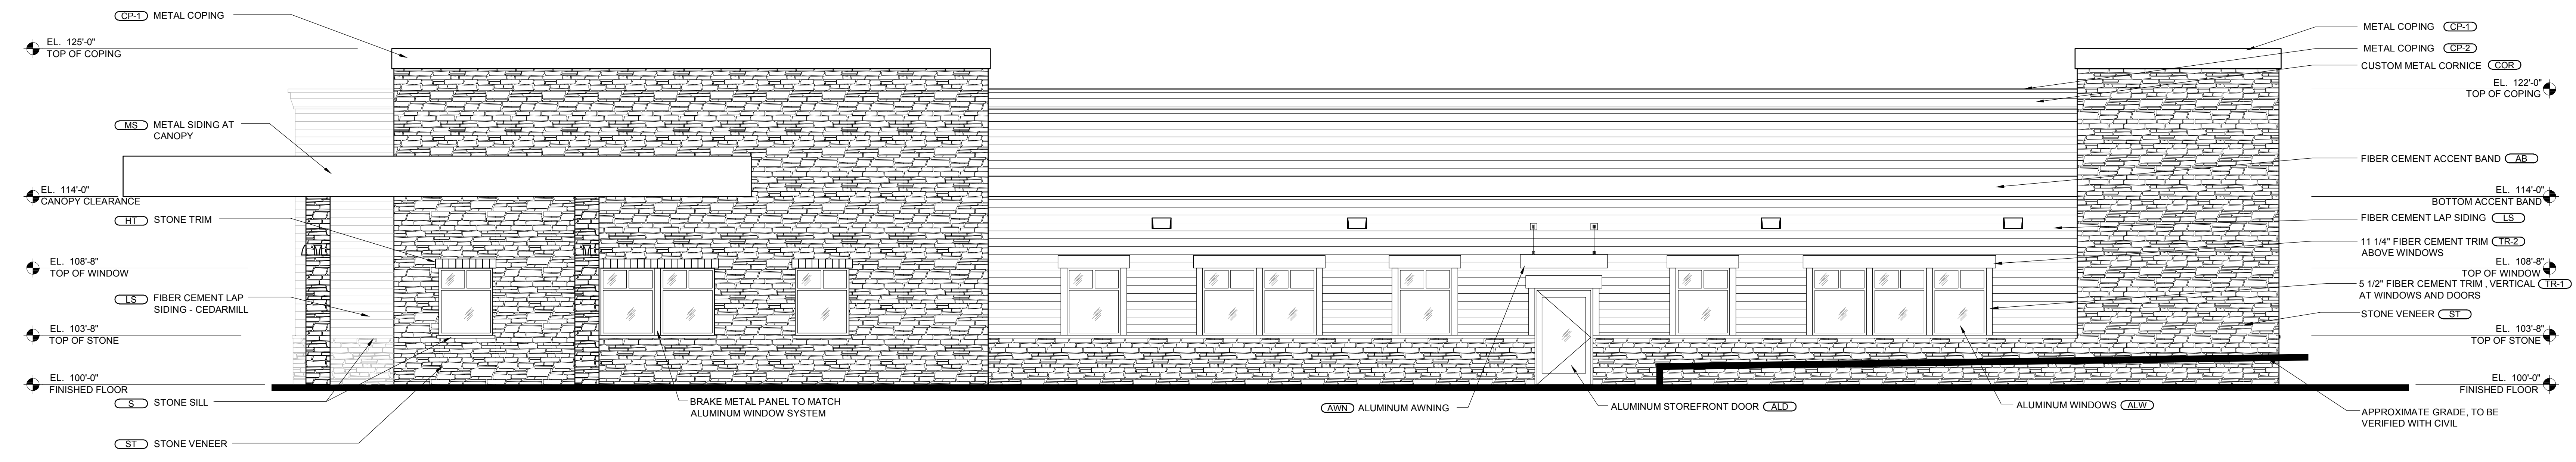 CP-1 METAL COPING
EL. 125'-0"
TOP OF COPING
MS METAL SIDING AT
CANOPY
EL. 114'-0"
CANOPY CLEARANCE
HT STONE TRIM
EL. 108'-8"
TOP OF WINDOW
LS FIBER CEMENT LAP
SIDING - CEDARMILL
EL. 103'-8"
TOP OF STONE
EL. 100'-0"
FINISHED FLOOR
S STONE SILL
ST STONE VENEER
BRAKE METAL PANEL TO MATCH
ALUMINUM WINDOW SYSTEM
AWN ALUMINUM AWNING
ALUMINUM STOREFRONT DOOR ALD
ALUMINUM WINDOWS ALW
METAL COPING CP-1
METAL COPING CP-2
CUSTOM METAL CORNICE COR
EL. 122'-0"
TOP OF COPING
FIBER CEMENT ACCENT BAND AB
EL. 114'-0"
BOTTOM ACCENT BAND
FIBER CEMENT LAP SIDING LS
11 1/4" FIBER CEMENT TRIM TR-2
ABOVE WINDOWS
EL. 108'-8"
TOP OF WINDOW
5 1/2" FIBER CEMENT TRIM , VERTICAL TR-1
AT WINDOWS AND DOORS
STONE VENEER ST
EL. 103'-8"
TOP OF STONE
EL. 100'-0"
FINISHED FLOOR
APPROXIMATE GRADE, TO BE
VERIFIED WITH CIVIL